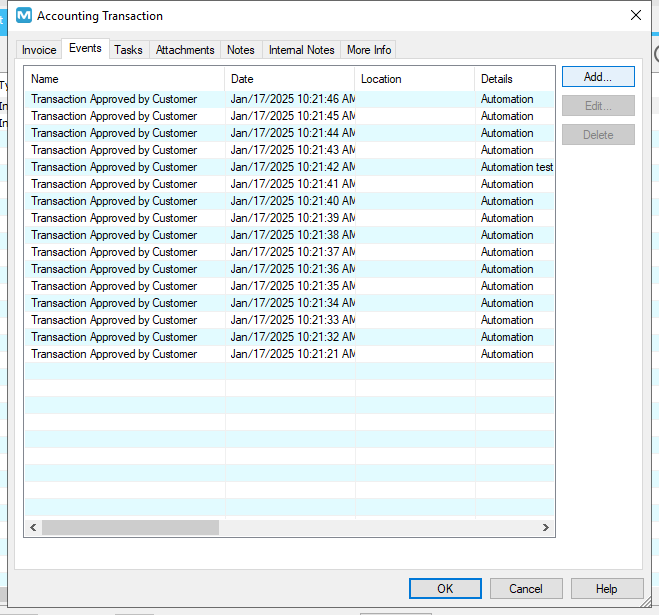 M Accounting Transaction
Invoice Events Tasks Attachments Notes Internal Notes More Info
Name Date Location Details
Transaction Approved by Customer Jan/17/2025 10:21:46 AM Automation
Transaction Approved by Customer Jan/17/2025 10:21:45 AM Automation
Transaction Approved by Customer Jan/17/2025 10:21:44 AM Automation
Transaction Approved by Customer Jan/17/2025 10:21:43 AM Automation
Transaction Approved by Customer Jan/17/2025 10:21:42 AM Automation test
Transaction Approved by Customer Jan/17/2025 10:21:41 AM Automation
Transaction Approved by Customer Jan/17/2025 10:21:40 AM Automation
Transaction Approved by Customer Jan/17/2025 10:21:39 AM Automation
Transaction Approved by Customer Jan/17/2025 10:21:38 AM Automation
Transaction Approved by Customer Jan/17/2025 10:21:37 AM Automation
Transaction Approved by Customer Jan/17/2025 10:21:36 AM Automation
Transaction Approved by Customer Jan/17/2025 10:21:35 AM Automation
Transaction Approved by Customer Jan/17/2025 10:21:34 AM Automation
Transaction Approved by Customer Jan/17/2025 10:21:33 AM Automation
Transaction Approved by Customer Jan/17/2025 10:21:32 AM Automation
Transaction Approved by Customer Jan/17/2025 10:21:21 AM Automation
Add...
Edit...
Delete
OK Cancel Help